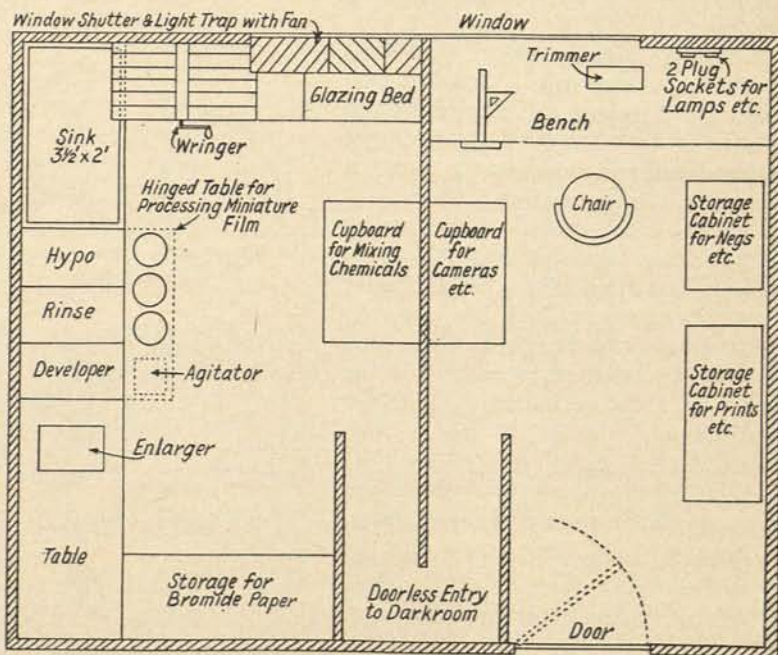 Window Shutter & Light Trap with Fan
Window
Trimmer
2 Plug
Sockets for
Lamps etc.
Glazing Bed
Bench
Sink
3½' x 2'
Wringer
Hinged Table for
Processing Miniature
Film
Chair
Storage
Cabinet
for Negs
etc.
Cupboard
for Mixing
Chemicals
Cupboard
for
Cameras
etc.
Hypo
Rinse
Developer
Agitator
Storage
Cabinet
for Prints
etc.
Enlarger
Table
Storage for
Bromide Paper
Doorless Entry
to Darkroom
Door